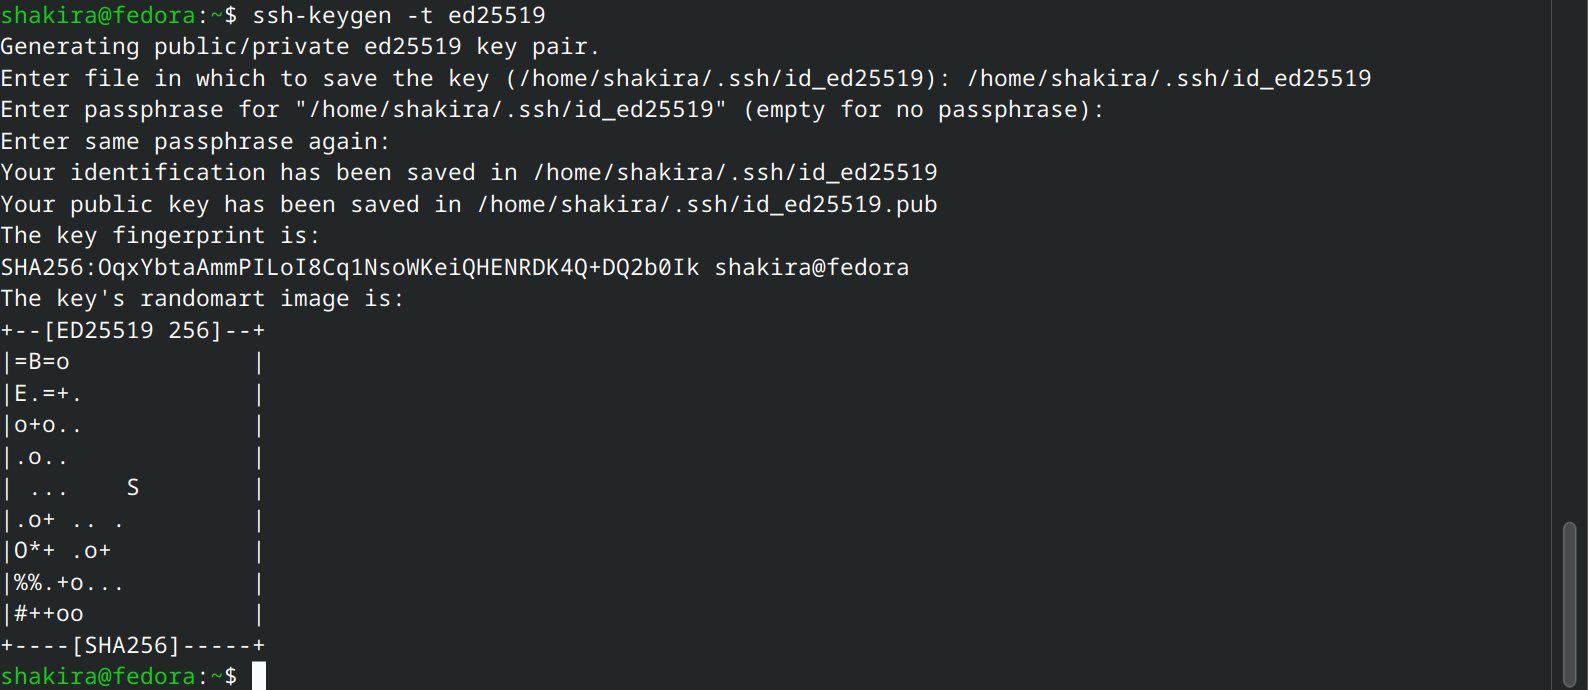 shakira@fedora:~$ ssh-keygen -t ed25519
Generating public/private ed25519 key pair.
Enter file in which to save the key (/home/shakira/.ssh/id_ed25519): /home/shakira/.ssh/id_ed25519
Enter passphrase for "/home/shakira/.ssh/id_ed25519" (empty for no passphrase):
Enter same passphrase again:
Your identification has been saved in /home/shakira/.ssh/id_ed25519
Your public key has been saved in /home/shakira/.ssh/id_ed25519.pub
The key fingerprint is:
SHA256:OqxYbtaAmmPILoI8Cq1NsoWKeiQHENRDK4Q+DQ2b0Ik shakira@fedora
The key's randomart image is:
+--[ED25519 256]--+
|=B=o             |
|E.=+.            |
|o+o..            |
|.o..             |
| ...    S        |
|.o+ .. .         |
|O*+ .o+          |
|%%.+o...         |
|#++oo            |
+----[SHA256]-----+
shakira@fedora:~$